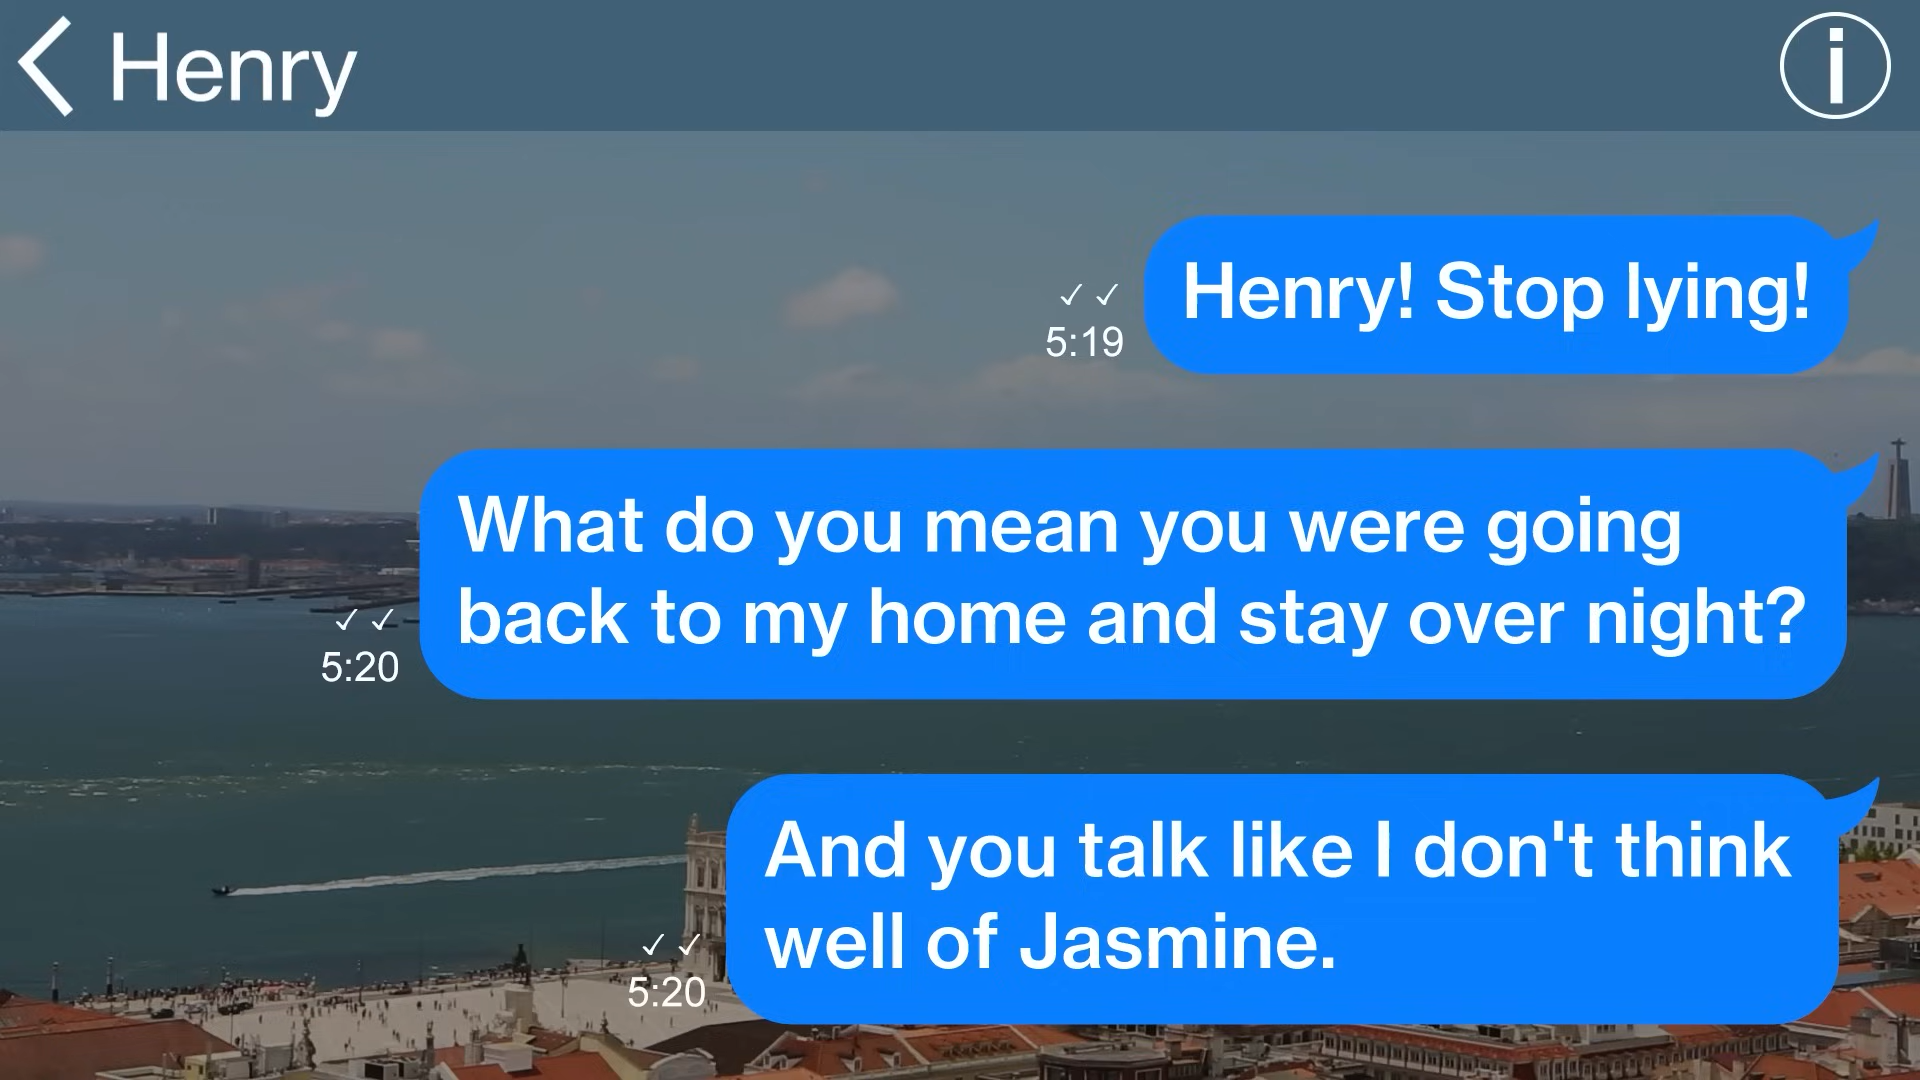 Henry
Henry! Stop lying!
5:19
What do you mean you were going
back to my home and stay over night?
5:20
And you talk like I don't think
well of Jasmine.
5:20